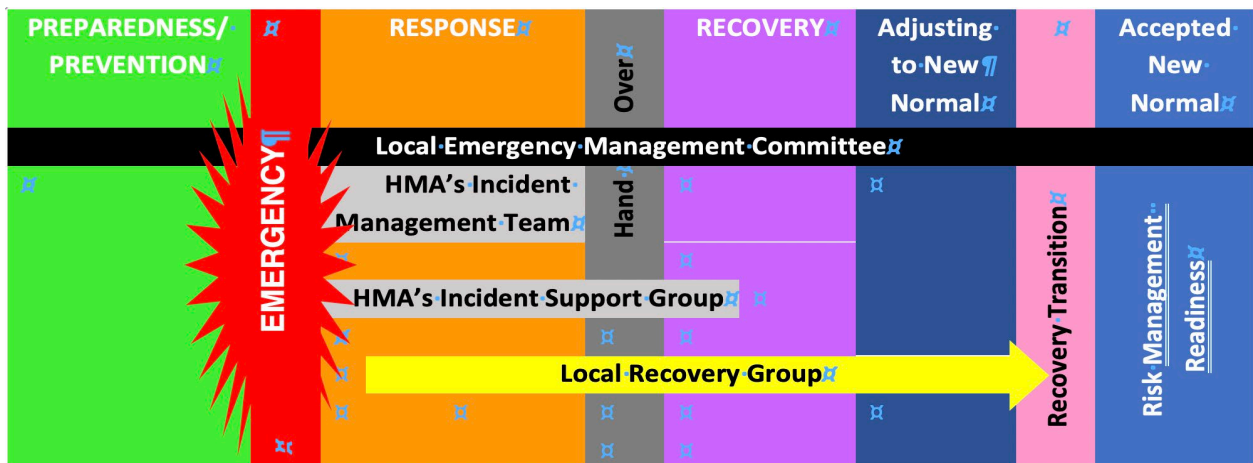 PREPAREDNESS/
PREVENTION
RESPONSE
RECOVERY
Adjusting
to New
Normal
Accepted
New
Normal
EMERGENCY
Hand Over
Local Emergency Management Committee
HMA's Incident
Management Team
HMA's Incident Support Group
Local Recovery Group
Recovery Transition
Risk Management
Readiness